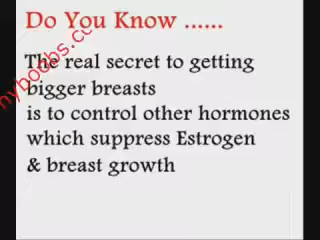 Do You Know ......
The real secret to getting
bigger breasts
is to control other hormones
which suppress Estrogen
& breast growth